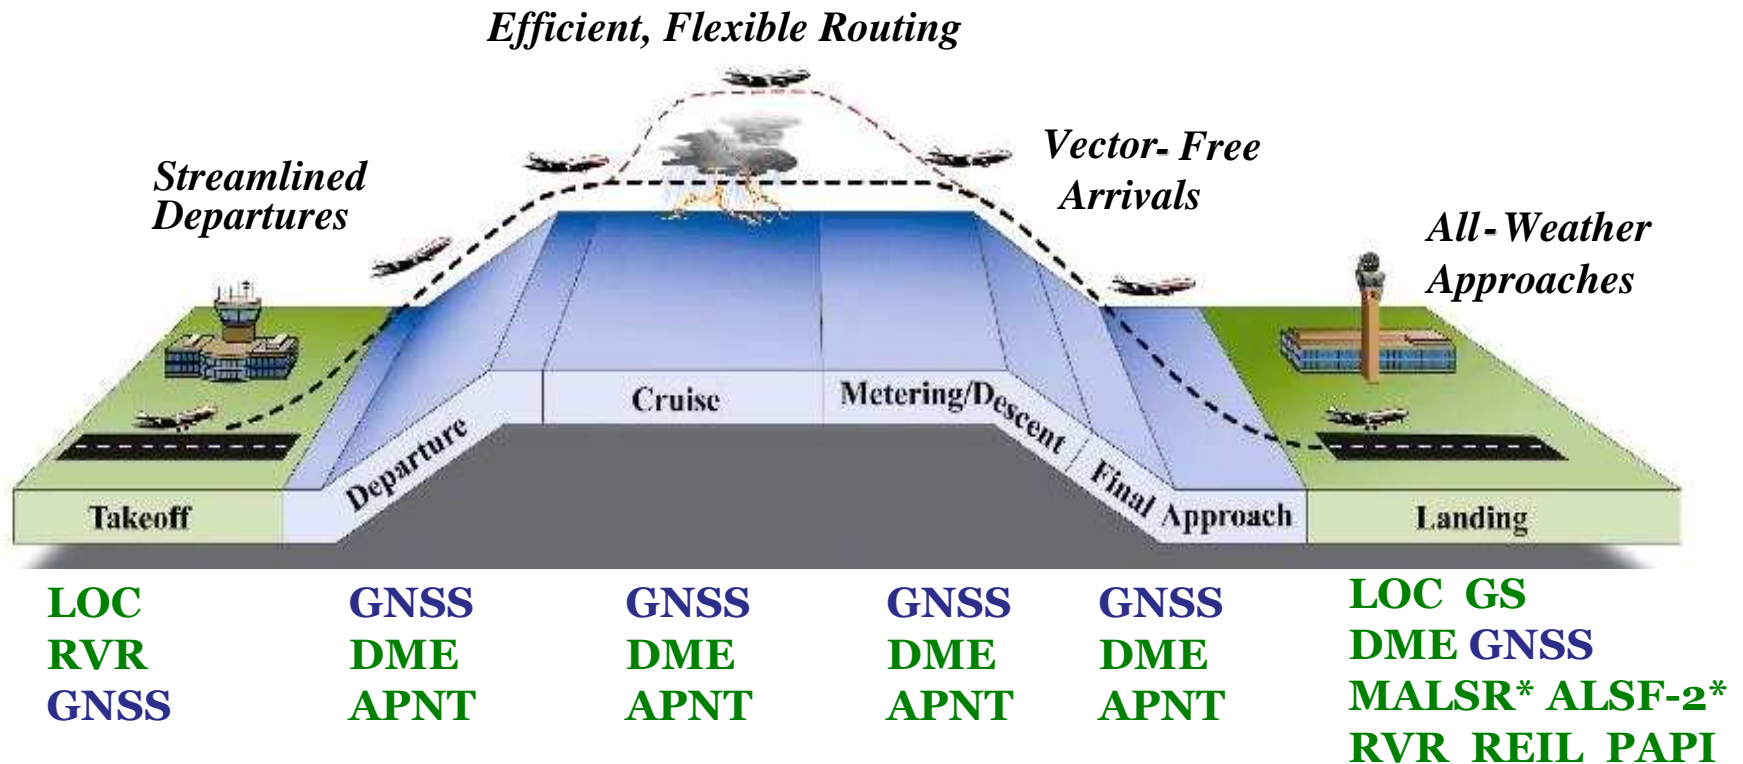 Efficient, Flexible Routing
Streamlined
Departures
Vector- Free
Arrivals
All-Weather
Approaches
Takeoff
Departure
Cruise
Metering/Descent
Final Approach
Landing
LOC
RVR
GNSS
GNSS
DME
APNT
GNSS
DME
APNT
GNSS
DME
APNT
GNSS
DME
APNT
LOC GS
DME GNSS
MALSR* ALSF-2*
RVR REIL PAPI